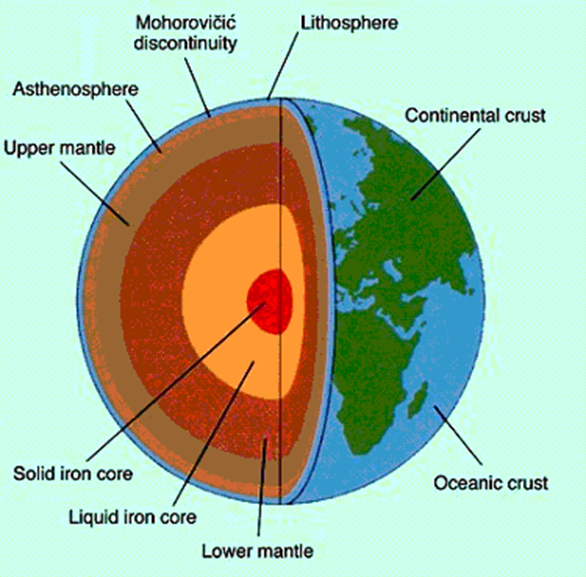 Mohorovičić
discontinuity
Lithosphere
Asthenosphere
Continental crust
Upper mantle
Solid iron core
Oceanic crust
Liquid iron core
Lower mantle